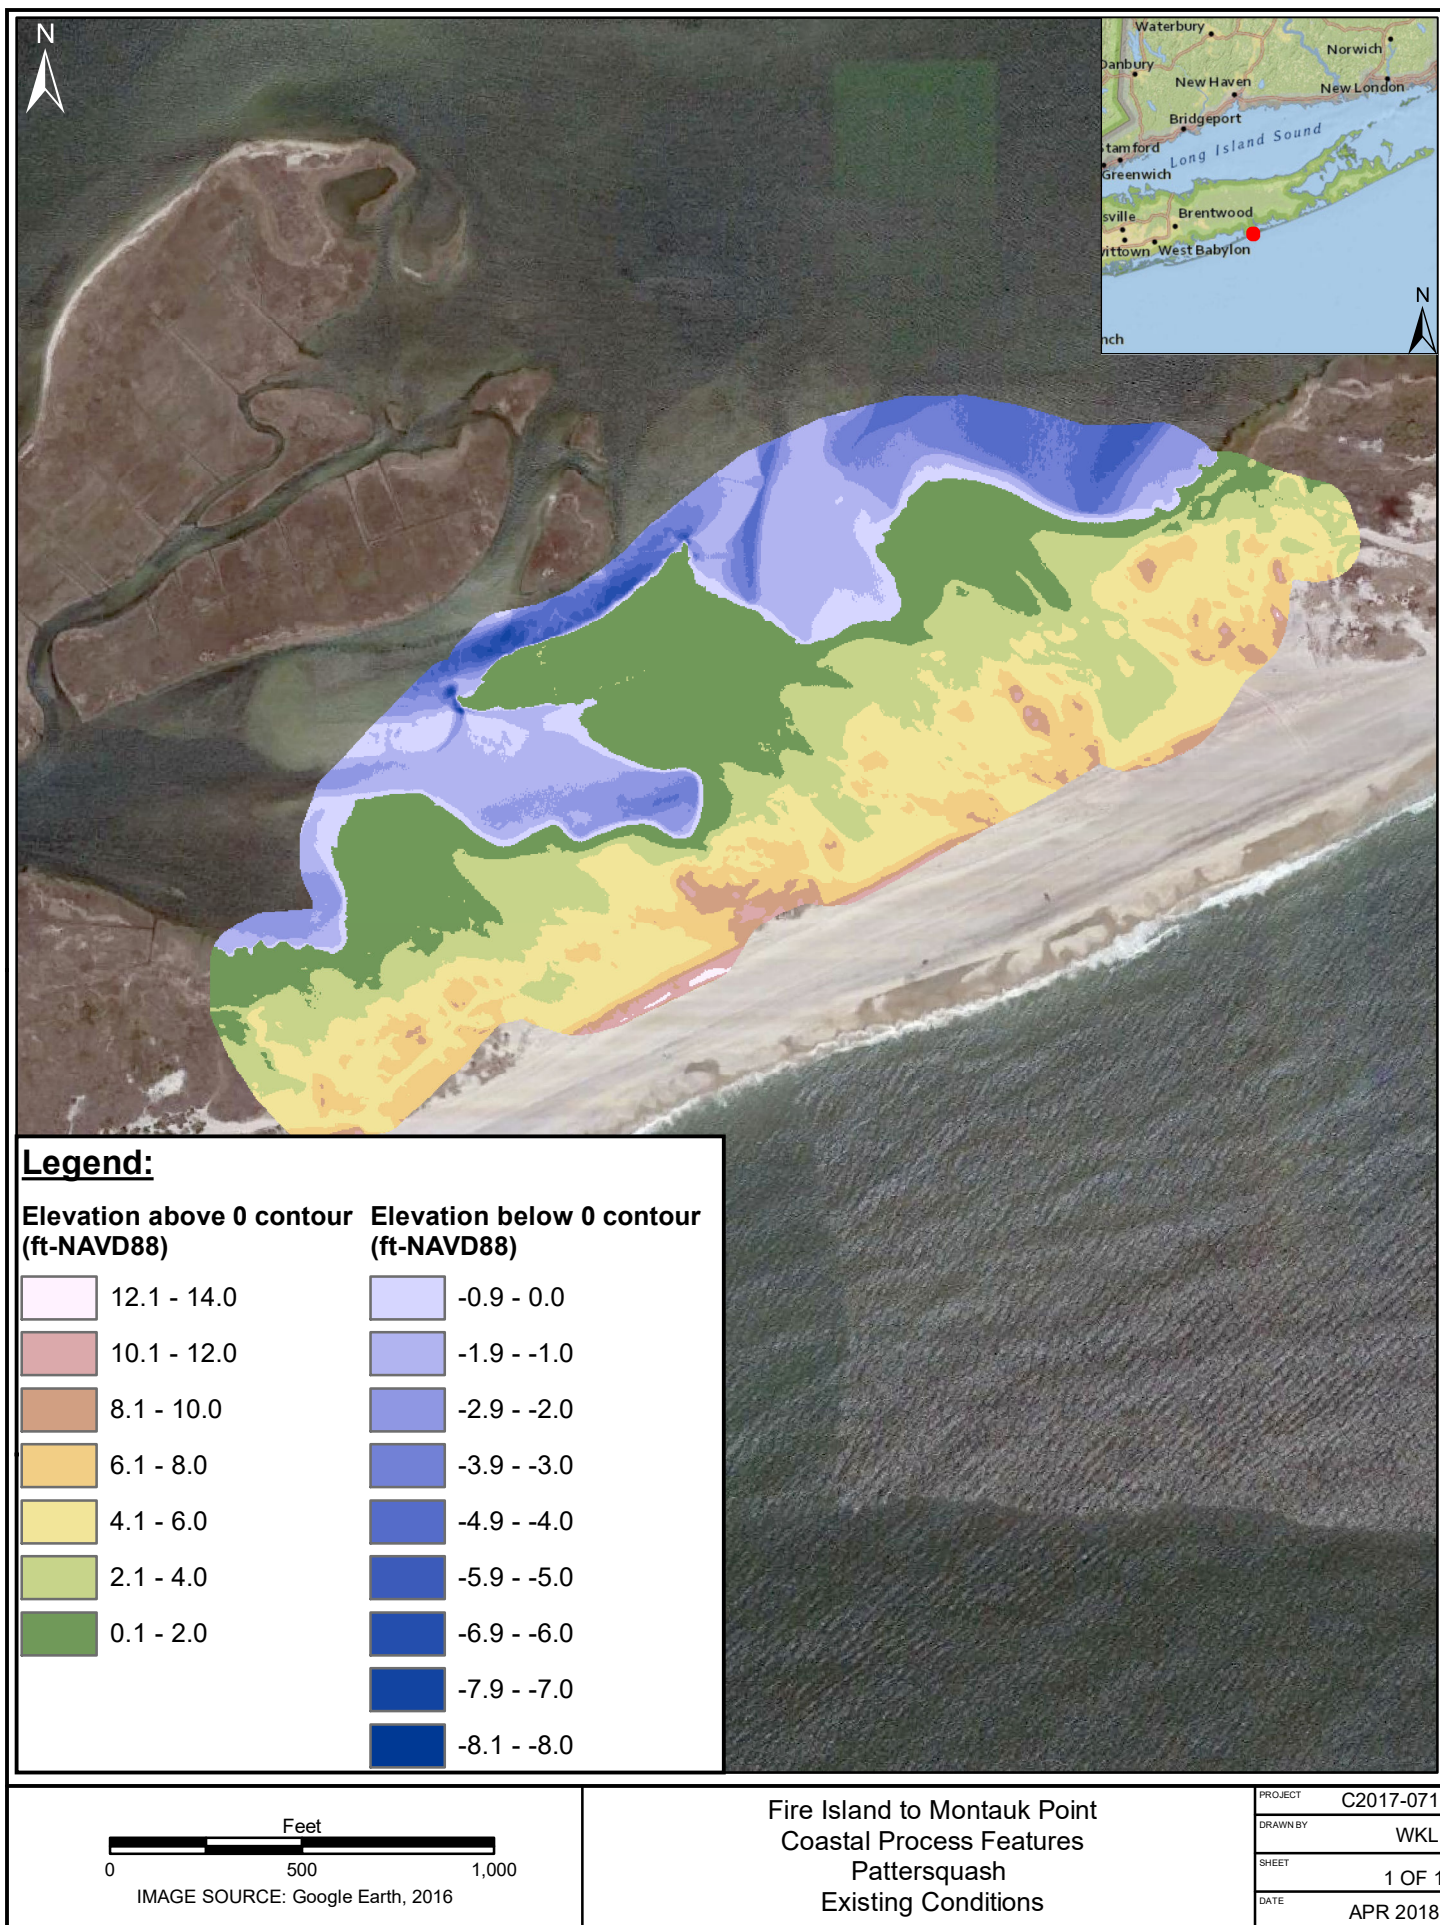 N
Waterbury
Norwich
Danbury
New Haven
New London
Bridgeport
Long Island Sound
Stamford
Greenwich
sville
Brentwood
vittown
West Babylon
N
nch
Legend:
Elevation above 0 contour
(ft-NAVD88)
12.1 - 14.0
10.1 - 12.0
8.1 - 10.0
6.1 - 8.0
4.1 - 6.0
2.1 - 4.0
0.1 - 2.0
Elevation below 0 contour
(ft-NAVD88)
-0.9 - 0.0
-1.9 - -1.0
-2.9 - -2.0
-3.9 - -3.0
-4.9 - -4.0
-5.9 - -5.0
-6.9 - -6.0
-7.9 - -7.0
-8.1 - -8.0
Feet
0 500 1,000
IMAGE SOURCE: Google Earth, 2016
Fire Island to Montauk Point
Coastal Process Features
Pattersquash
Existing Conditions
PROJECT C2017-071
DRAWN BY WKL
SHEET 1 OF 1
DATE APR 2018